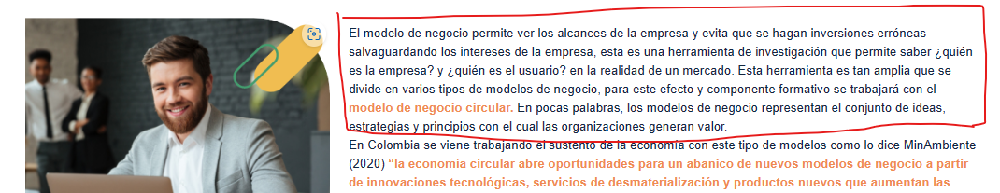 El modelo de negocio permite ver los alcances de la empresa y evita que se hagan inversiones erróneas
salvaguardando los intereses de la empresa, esta es una herramienta de investigación que permite saber ¿quién
es la empresa? y ¿quién es el usuario? en la realidad de un mercado. Esta herramienta es tan amplia que se
divide en varios tipos de modelos de negocio, para este efecto y componente formativo se trabajará con el
modelo de negocio circular. En pocas palabras, los modelos de negocio representan el conjunto de ideas,
estrategias y principios con el cual las organizaciones generan valor.
En Colombia se viene trabajando el sustento de la economía con este tipo de modelos como lo dice MinAmbiente
(2020) “la economía circular abre oportunidades para un abanico de nuevos modelos de negocio a partir
de innovaciones tecnológicas, servicios de desmaterialización y productos nuevos que aumentan las